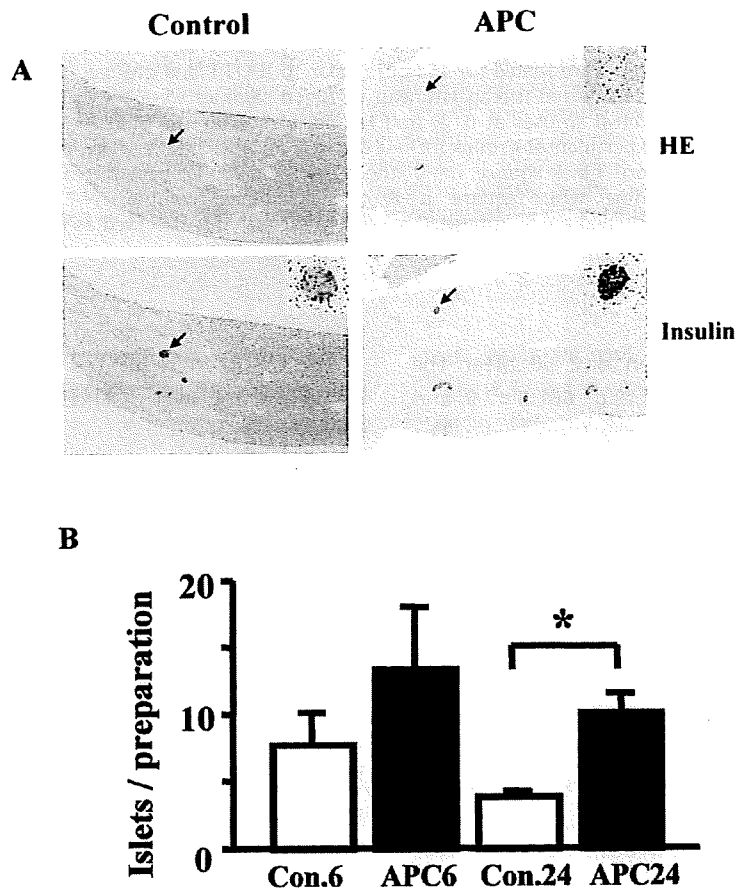 Control APC
A
HE
Insulin
B
Islets / preparation
20
10
0
*
Con.6 APC6 Con.24 APC24